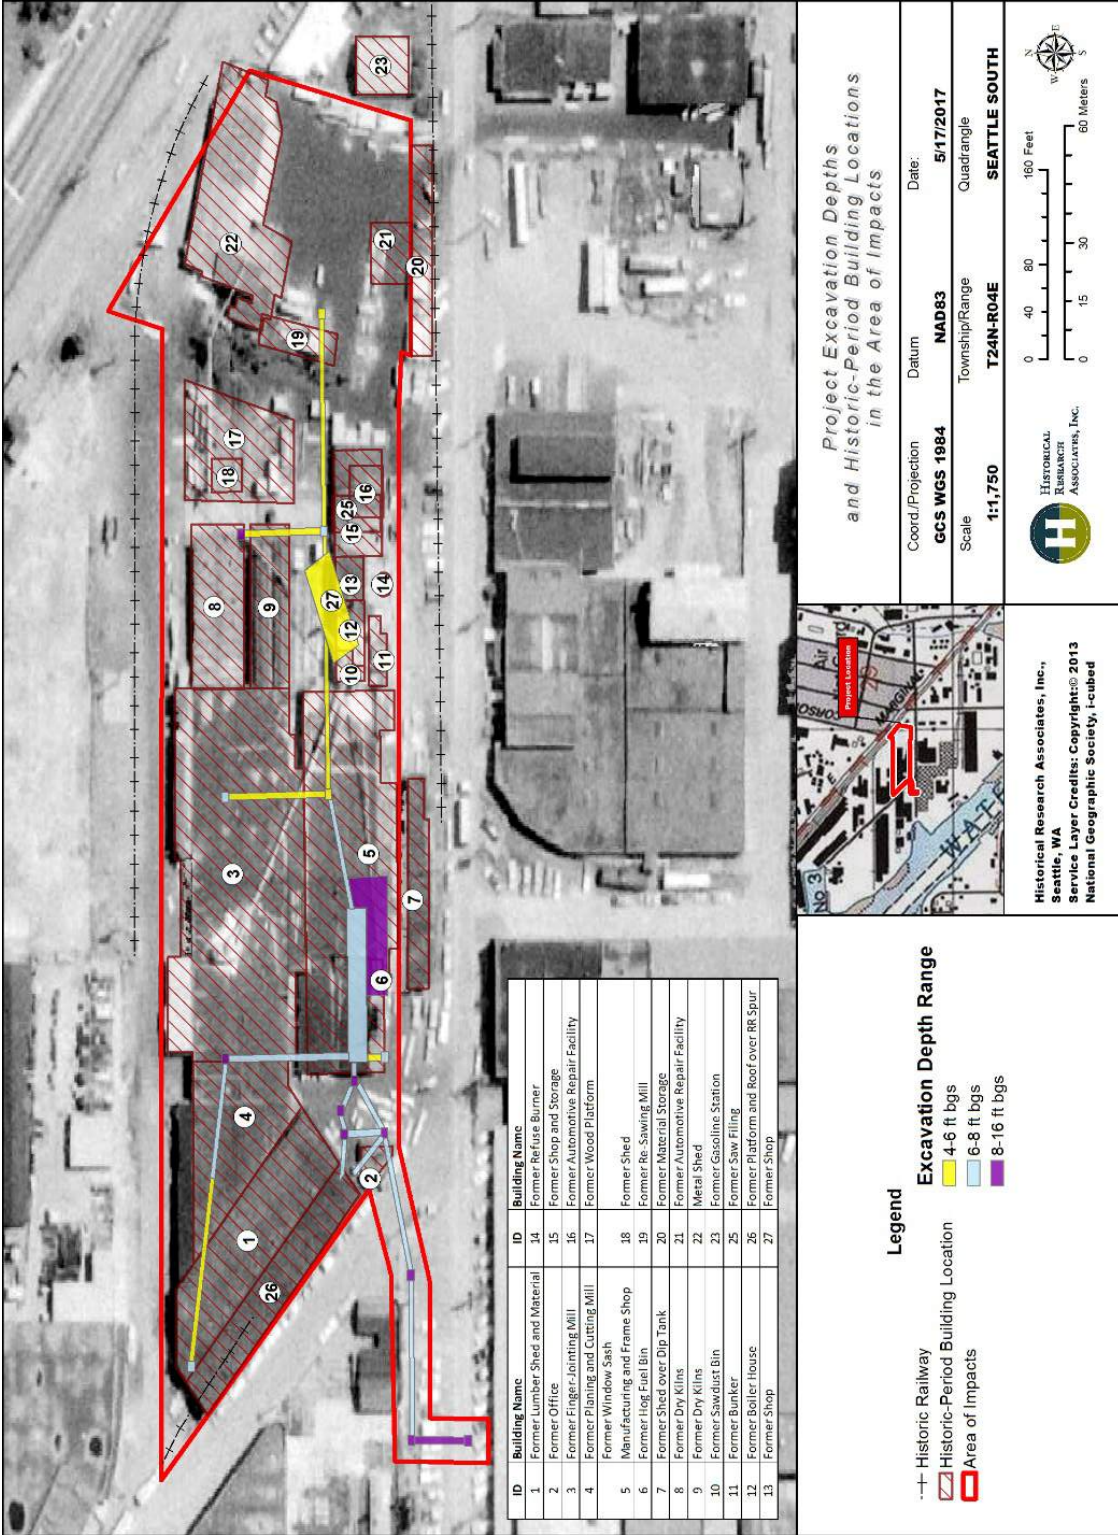 23
22
21
20
19
17
18
16
25
15
8
9
13
14
27
12
11
10
3
5
7
6
4
2
1
26
ID Building Name ID Building Name
1 Former Lumber Shed and Material 14 Former Refuse Burner
2 Former Office 15 Former Shop and Storage
3 Former Finger-Jointing Mill 16 Former Automotive Repair Facility
4 Former Planing and Cutting Mill 17 Former Wood Platform
Former Window Sash
5 Manufacturing and Frame Shop 18 Former Shed
6 Former Hog Fuel Bin 19 Former Re-Sawing Mill
7 Former Shed over Dip Tank 20 Former Material Storage
8 Former Dry Kilns 21 Former Automotive Repair Facility
9 Former Dry Kilns 22 Metal Shed
10 Former Sawdust Bin 23 Former Gasoline Station
11 Former Bunker 25 Former Saw Filing
12 Former Boiler House 26 Former Platform and Roof over RR Spur
13 Former Shop 27 Former Shop
Legend
Historic Railway
Historic-Period Building Location
Area of Impacts
Excavation Depth Range
4-6 ft bgs
6-8 ft bgs
8-16 ft bgs
No 3
CORSON
Air
Project Location
29
MARGINAL
E
WATE
Historical Research Associates, Inc.,
Seattle, WA
Service Layer Credits: Copyright:© 2013
National Geographic Society, i-cubed
Project Excavation Depths
and Historic-Period Building Locations
in the Area of Impacts
Coord./Projection Datum Date:
GCS WGS 1984 NAD83 5/17/2017
Scale Township/Range Quadrangle
1:1,750 T24N-R04E SEATTLE SOUTH
H
HISTORICAL
RESEARCH
ASSOCIATES, INC.
0 40 80 160 Feet
0 15 30 60 Meters
N
E
S
W